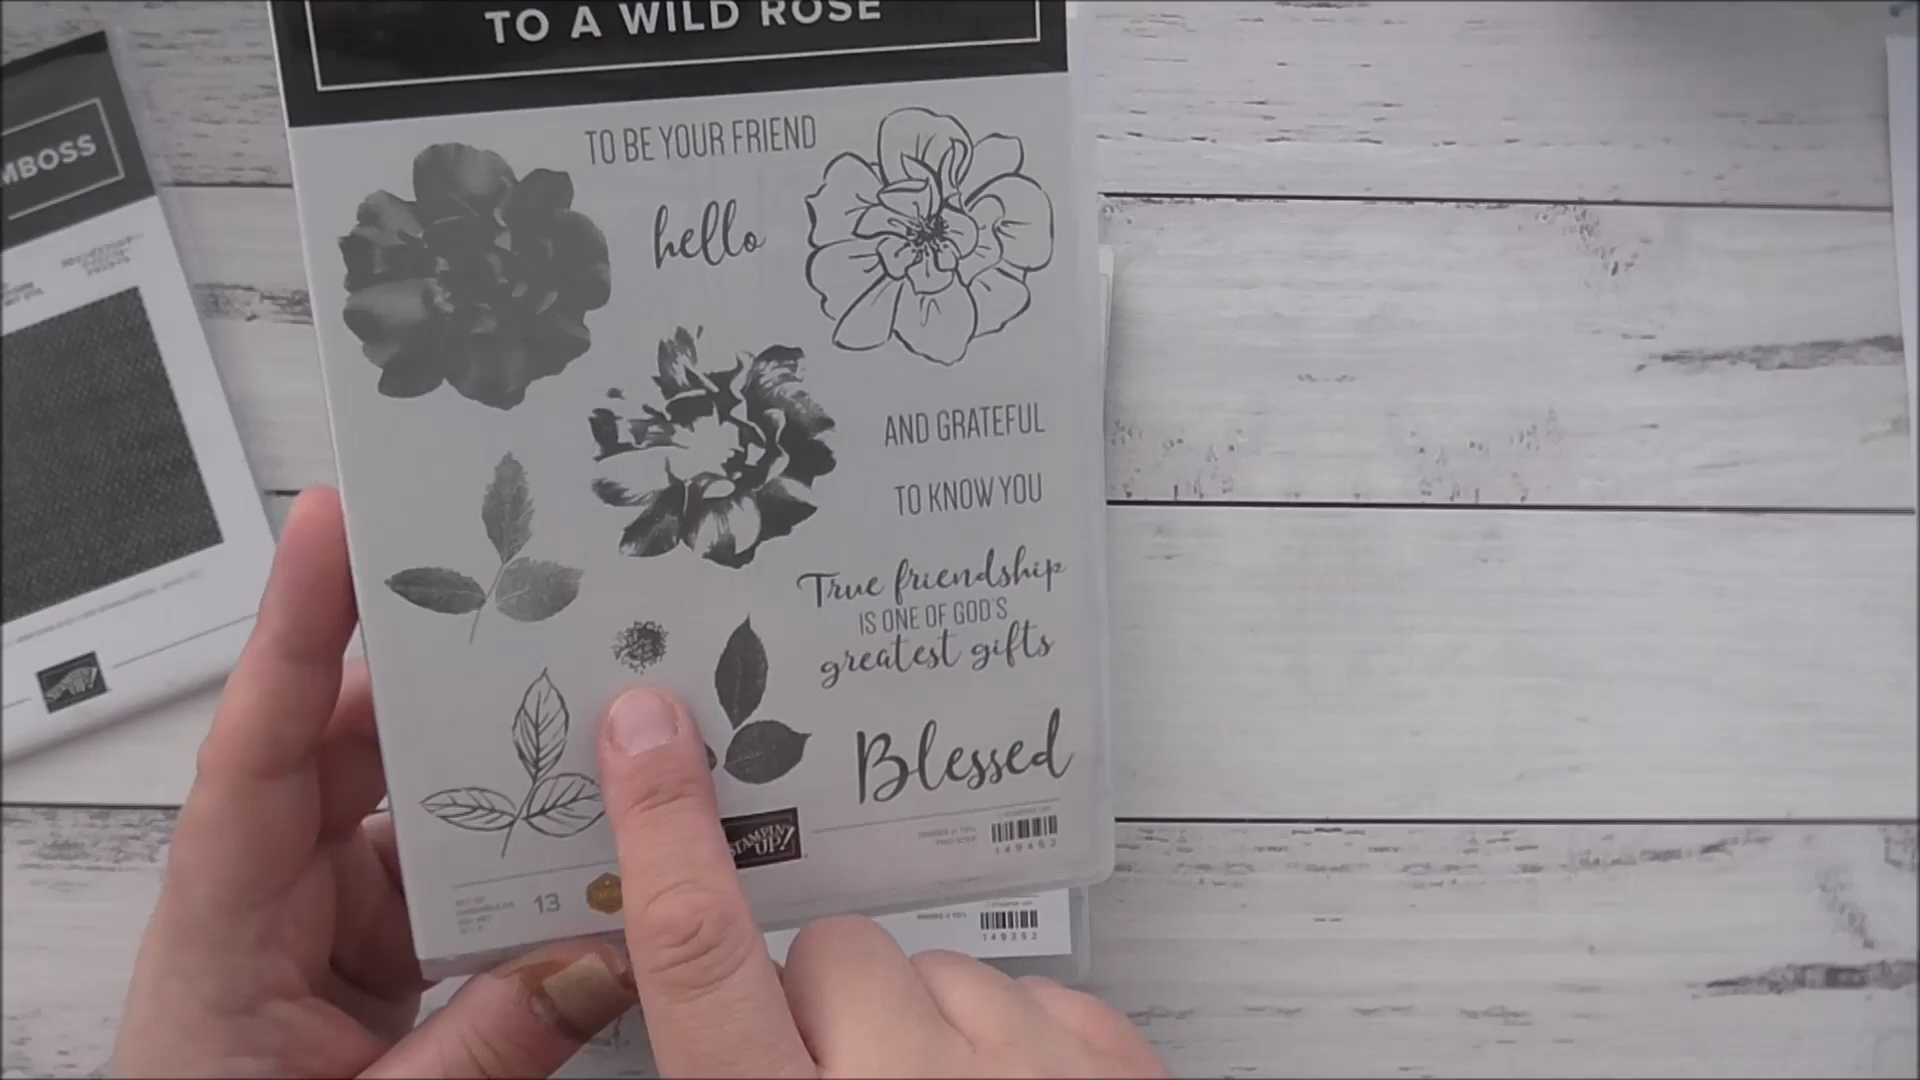 TO A WILD ROSE
MBOSS
TO BE YOUR FRIEND
hello
AND GRATEFUL
TO KNOW YOU
True friendship
IS ONE OF GOD'S
greatest gifts
Blessed
STAMPIN'
UP!
149462
13
149252